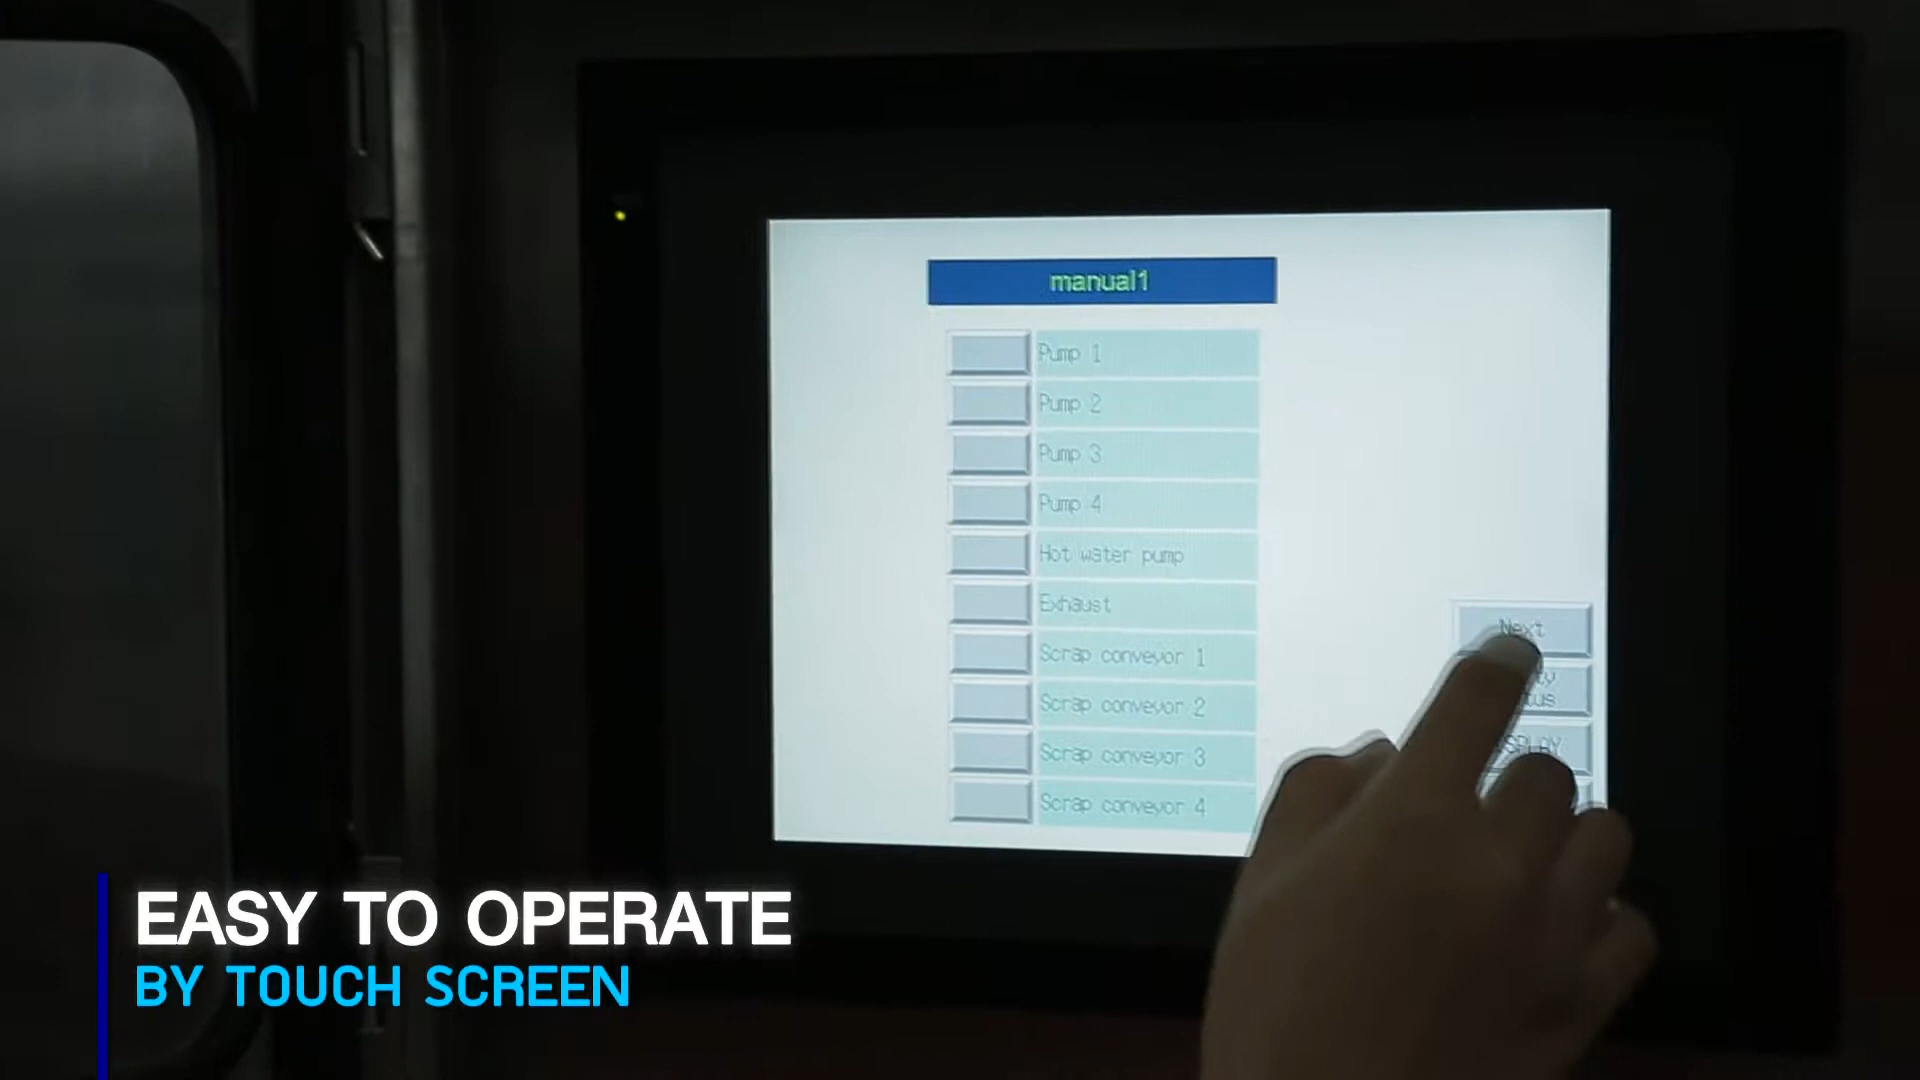 manual1
Pump 1
Pump 2
Pump 3
Pump 4
Hot water pump
Exhaust
Scrap conveyor 1
Scrap conveyor 2
Scrap conveyor 3
Scrap conveyor 4
Next
EASY TO OPERATE
BY TOUCH SCREEN